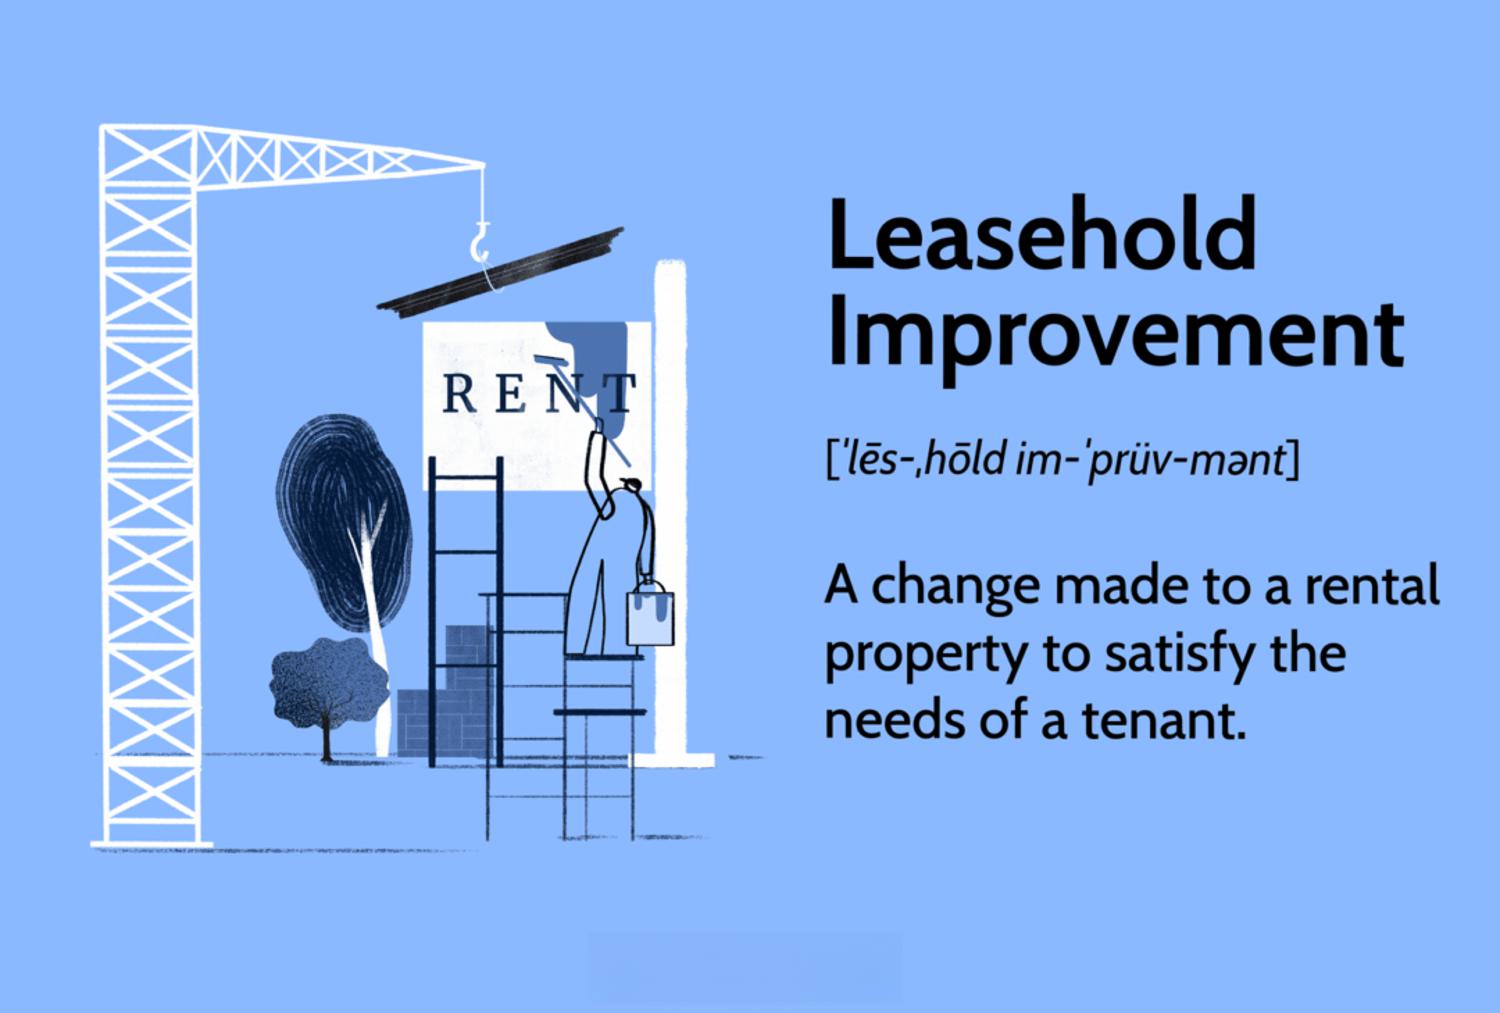 RENT
Leasehold
Improvement
[ˈlēs-ˌhōld im-ˈprüv-mənt]
A change made to a rental
property to satisfy the
needs of a tenant.